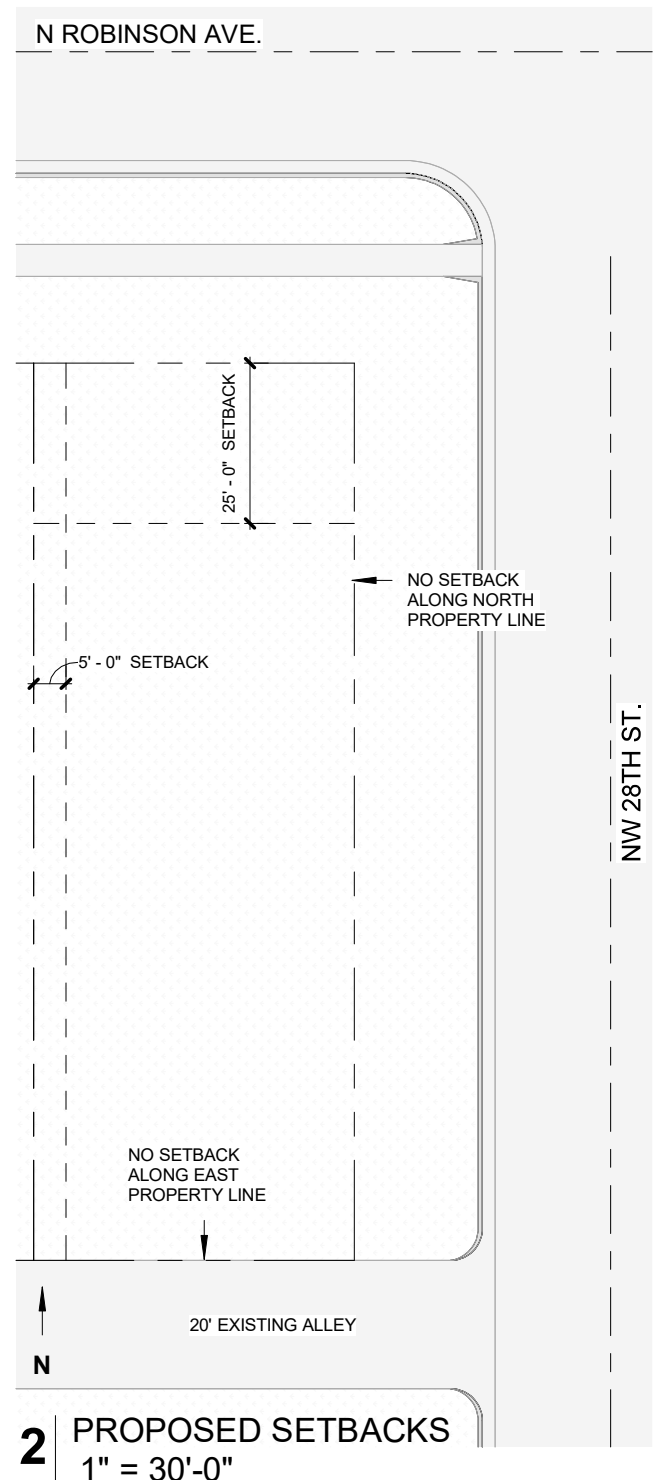 N ROBINSON AVE.
25' - 0" SETBACK
NO SETBACK
ALONG NORTH
PROPERTY LINE
5' - 0" SETBACK
NW 28TH ST.
NO SETBACK
ALONG EAST
PROPERTY LINE
20' EXISTING ALLEY
N
2
PROPOSED SETBACKS
1" = 30'-0"